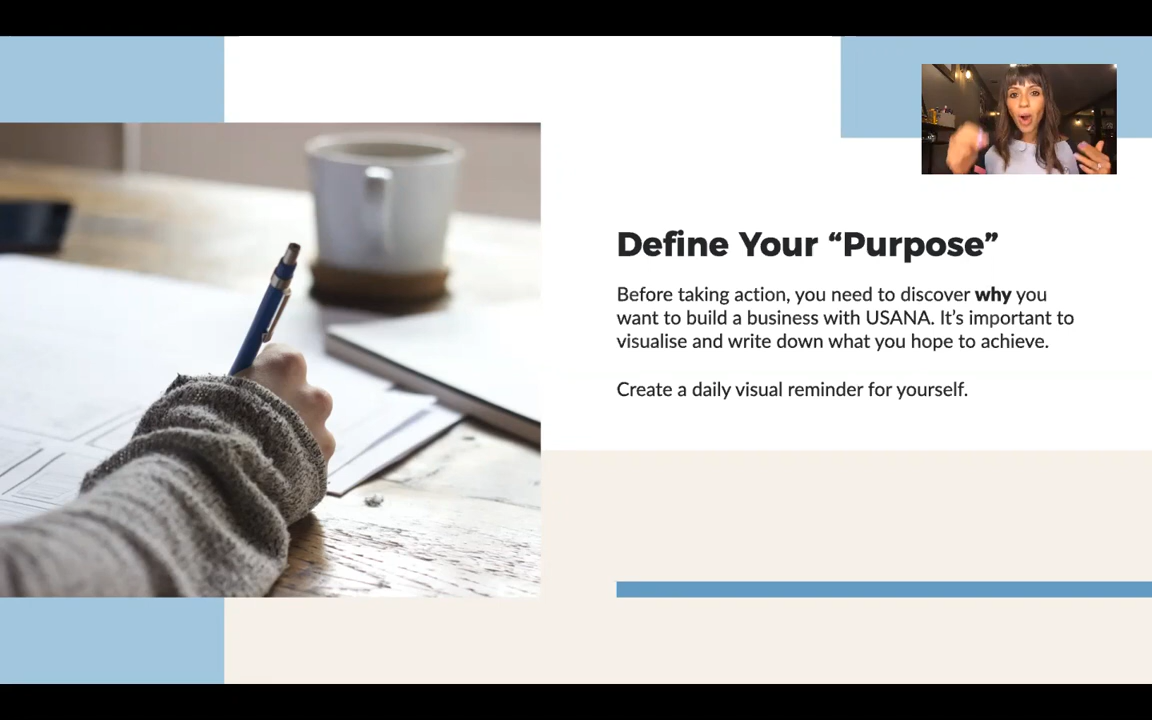 Define Your “Purpose”
Before taking action, you need to discover why you
want to build a business with USANA. It’s important to
visualise and write down what you hope to achieve.
Create a daily visual reminder for yourself.